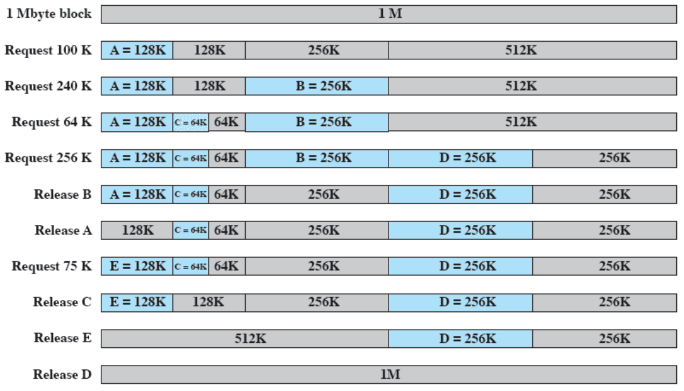 1 Mbyte block 1 M
Request 100 K A = 128K 128K 256K 512K
Request 240 K A = 128K 128K B = 256K 512K
Request 64 K A = 128K C = 64K 64K B = 256K 512K
Request 256 K A = 128K C = 64K 64K B = 256K D = 256K 256K
Release B A = 128K C = 64K 64K 256K D = 256K 256K
Release A 128K C = 64K 64K 256K D = 256K 256K
Request 75 K E = 128K C = 64K 64K 256K D = 256K 256K
Release C E = 128K 128K 256K D = 256K 256K
Release E 512K D = 256K 256K
Release D 1M